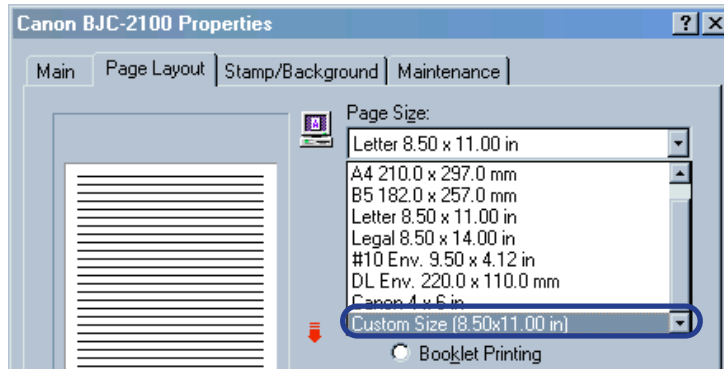 Canon BJC-2100 Properties
Main Page Layout Stamp/Background Maintenance
Page Size:
Letter 8.50 x 11.00 in
A4 210.0 x 297.0 mm
B5 182.0 x 257.0 mm
Letter 8.50 x 11.00 in
Legal 8.50 x 14.00 in
#10 Env. 9.50 x 4.12 in
DL Env. 220.0 x 110.0 mm
Canon 4 x 6 in
Custom Size (8.50x11.00 in)
Booklet Printing